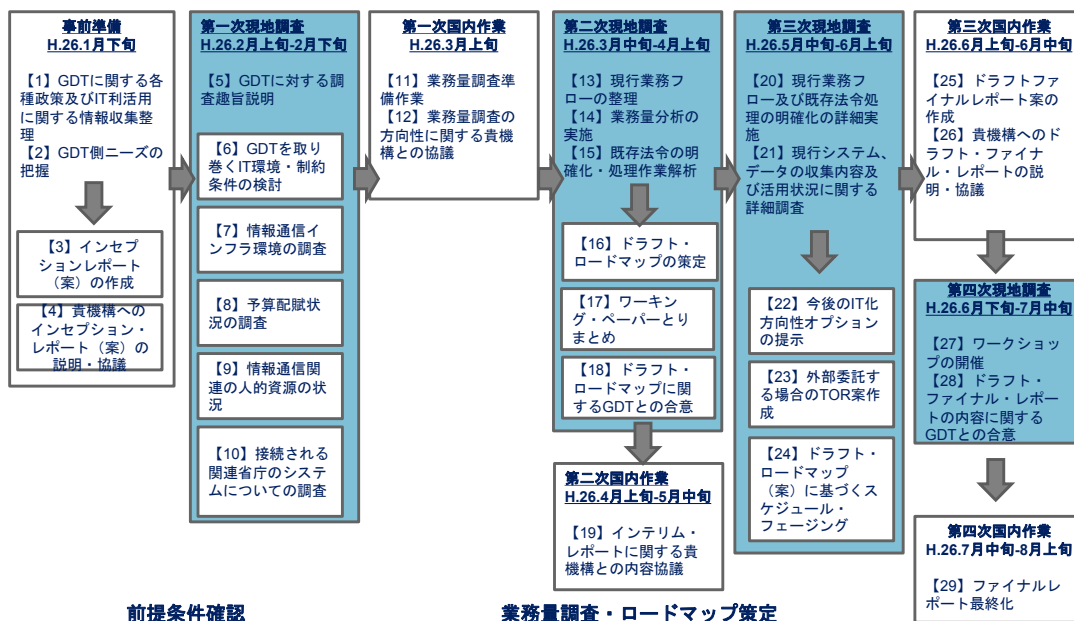 事前準備
H.26.1月下旬
【1】GDTに関する各
種政策及びIT利活用
に関する情報収集整
理
【2】GDT側ニーズの
把握
【3】インセプ
ションレポート
（案）の作成
【4】貴機構への
インセプション・
レポート（案）の
説明・協議
第一次現地調査
H.26.2月上旬-2月下旬
【5】GDTに対する調
査趣旨説明
【6】GDTを取り
巻くIT環境・制約
条件の検討
【7】情報通信イ
ンフラ環境の調査
【8】予算配賦状
況の調査
【9】情報通信関
連の人的資源の状
況
【10】接続される
関連省庁のシステ
ムについての調査
第一次国内作業
H.26.3月上旬
【11】業務量調査準
備作業
【12】業務量調査の
方向性に関する貴機
構との協議
第二次現地調査
H.26.3月中旬-4月上旬
【13】現行業務フ
ローの整理
【14】業務量分析の
実施
【15】既存法令の明
確化・処理作業解析
【16】ドラフト・
ロードマップの策定
【17】ワーキン
グ・ペーパーとり
まとめ
【18】ドラフト・
ロードマップに関
するGDTとの合意
第二次国内作業
H.26.4月上旬-5月中旬
【19】インテリム・
レポートに関する貴
機構との内容協議
第三次現地調査
H.26.5月中旬-6月上旬
【20】現行業務フ
ロー及び既存法令処
理の明確化の詳細実
施
【21】現行システム、
データの収集内容及
び活用状況に関する
詳細調査
【22】今後のIT化
方向性オプション
の提示
【23】外部委託す
る場合のTOR案作
成
【24】ドラフト・
ロードマップ
（案）に基づくス
ケジュール・
フェージング
第三次国内作業
H.26.6月上旬-6月中旬
【25】ドラフトファ
イナルレポート案の
作成
【26】貴機構へのド
ラフト・ファイナ
ル・レポートの説
明・協議
第四次現地調査
H.26.6月下旬-7月中旬
【27】ワークショッ
プの開催
【28】ドラフト・
ファイナル・レポー
トの内容に関する
GDTとの合意
第四次国内作業
H.26.7月中旬-8月上旬
【29】ファイナルレ
ポート最終化
前提条件確認
業務量調査・ロードマップ策定